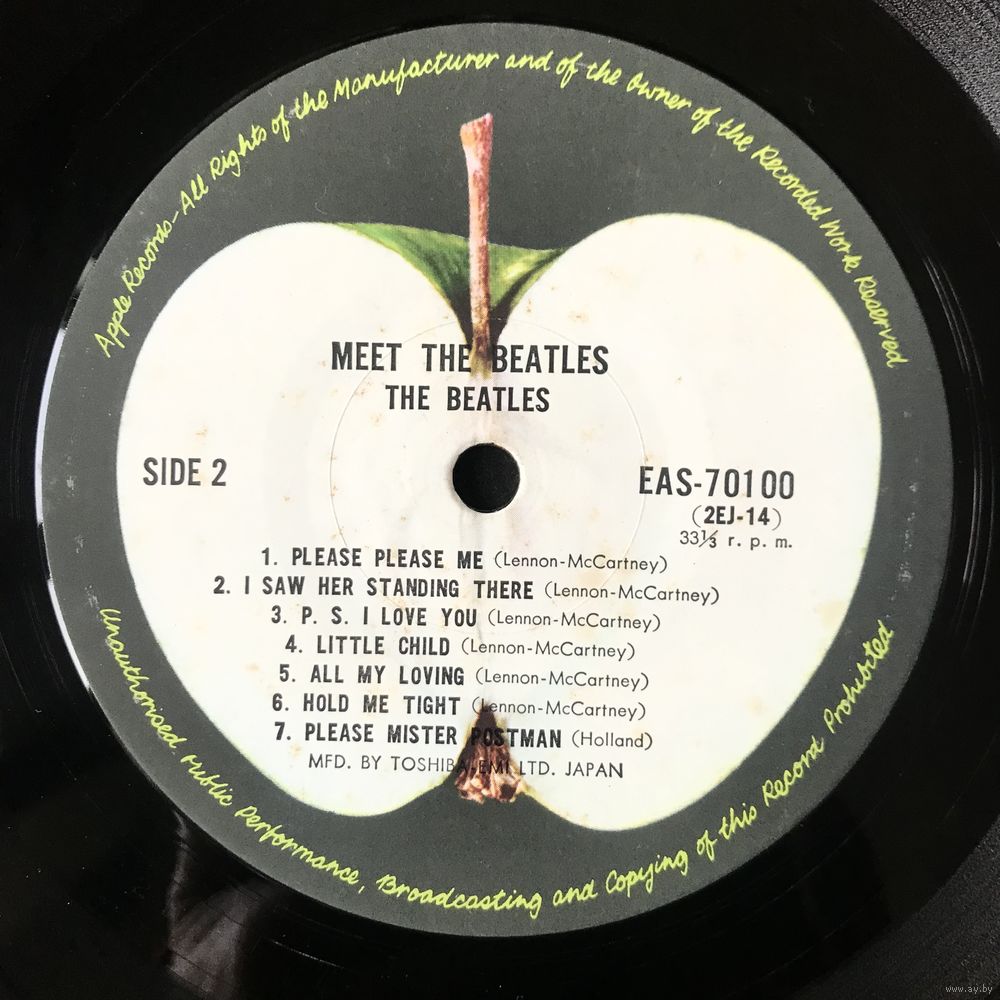 Apple Records-All Rights of the Manufacturer and of the Owner of the Recorded Work Reserved
MEET THE BEATLES
THE BEATLES
SIDE 2
EAS-70100
(2EJ-14)
33⅓ r. p. m.
1. PLEASE PLEASE ME (Lennon-McCartney)
2. I SAW HER STANDING THERE (Lennon-McCartney)
3. P. S. I LOVE YOU (Lennon-McCartney)
4. LITTLE CHILD (Lennon-McCartney)
5. ALL MY LOVING (Lennon-McCartney)
6. HOLD ME TIGHT (Lennon-McCartney)
7. PLEASE MISTER POSTMAN (Holland)
MFD. BY TOSHIBA-EMI LTD. JAPAN
Unauthorised Public Performance, Broadcasting and Copying of this Record Prohibited
www.ay.by